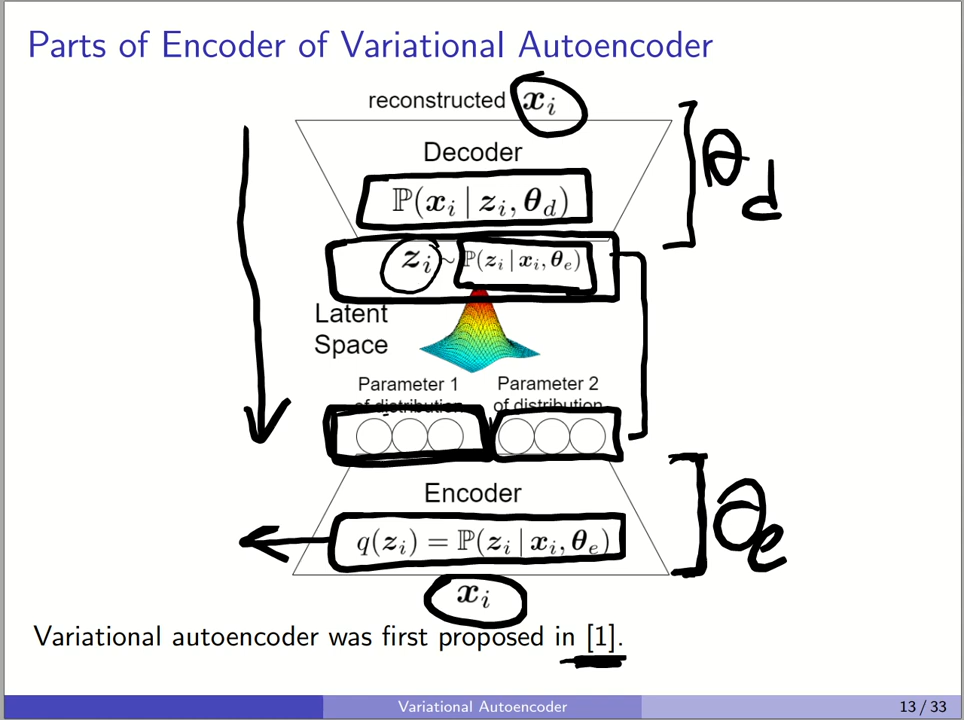 Parts of Encoder of Variational Autoencoder
reconstructed xᵢ
Decoder
ℙ(xᵢ | zᵢ, θ_d)
θ_d
zᵢ ~ ℙ(zᵢ | xᵢ, θₑ)
Latent
Space
Parameter 1
of distribution
Parameter 2
of distribution
Encoder
q(zᵢ) = ℙ(zᵢ | xᵢ, θₑ)
θₑ
xᵢ
Variational autoencoder was first proposed in [1].
Variational Autoencoder
13 / 33